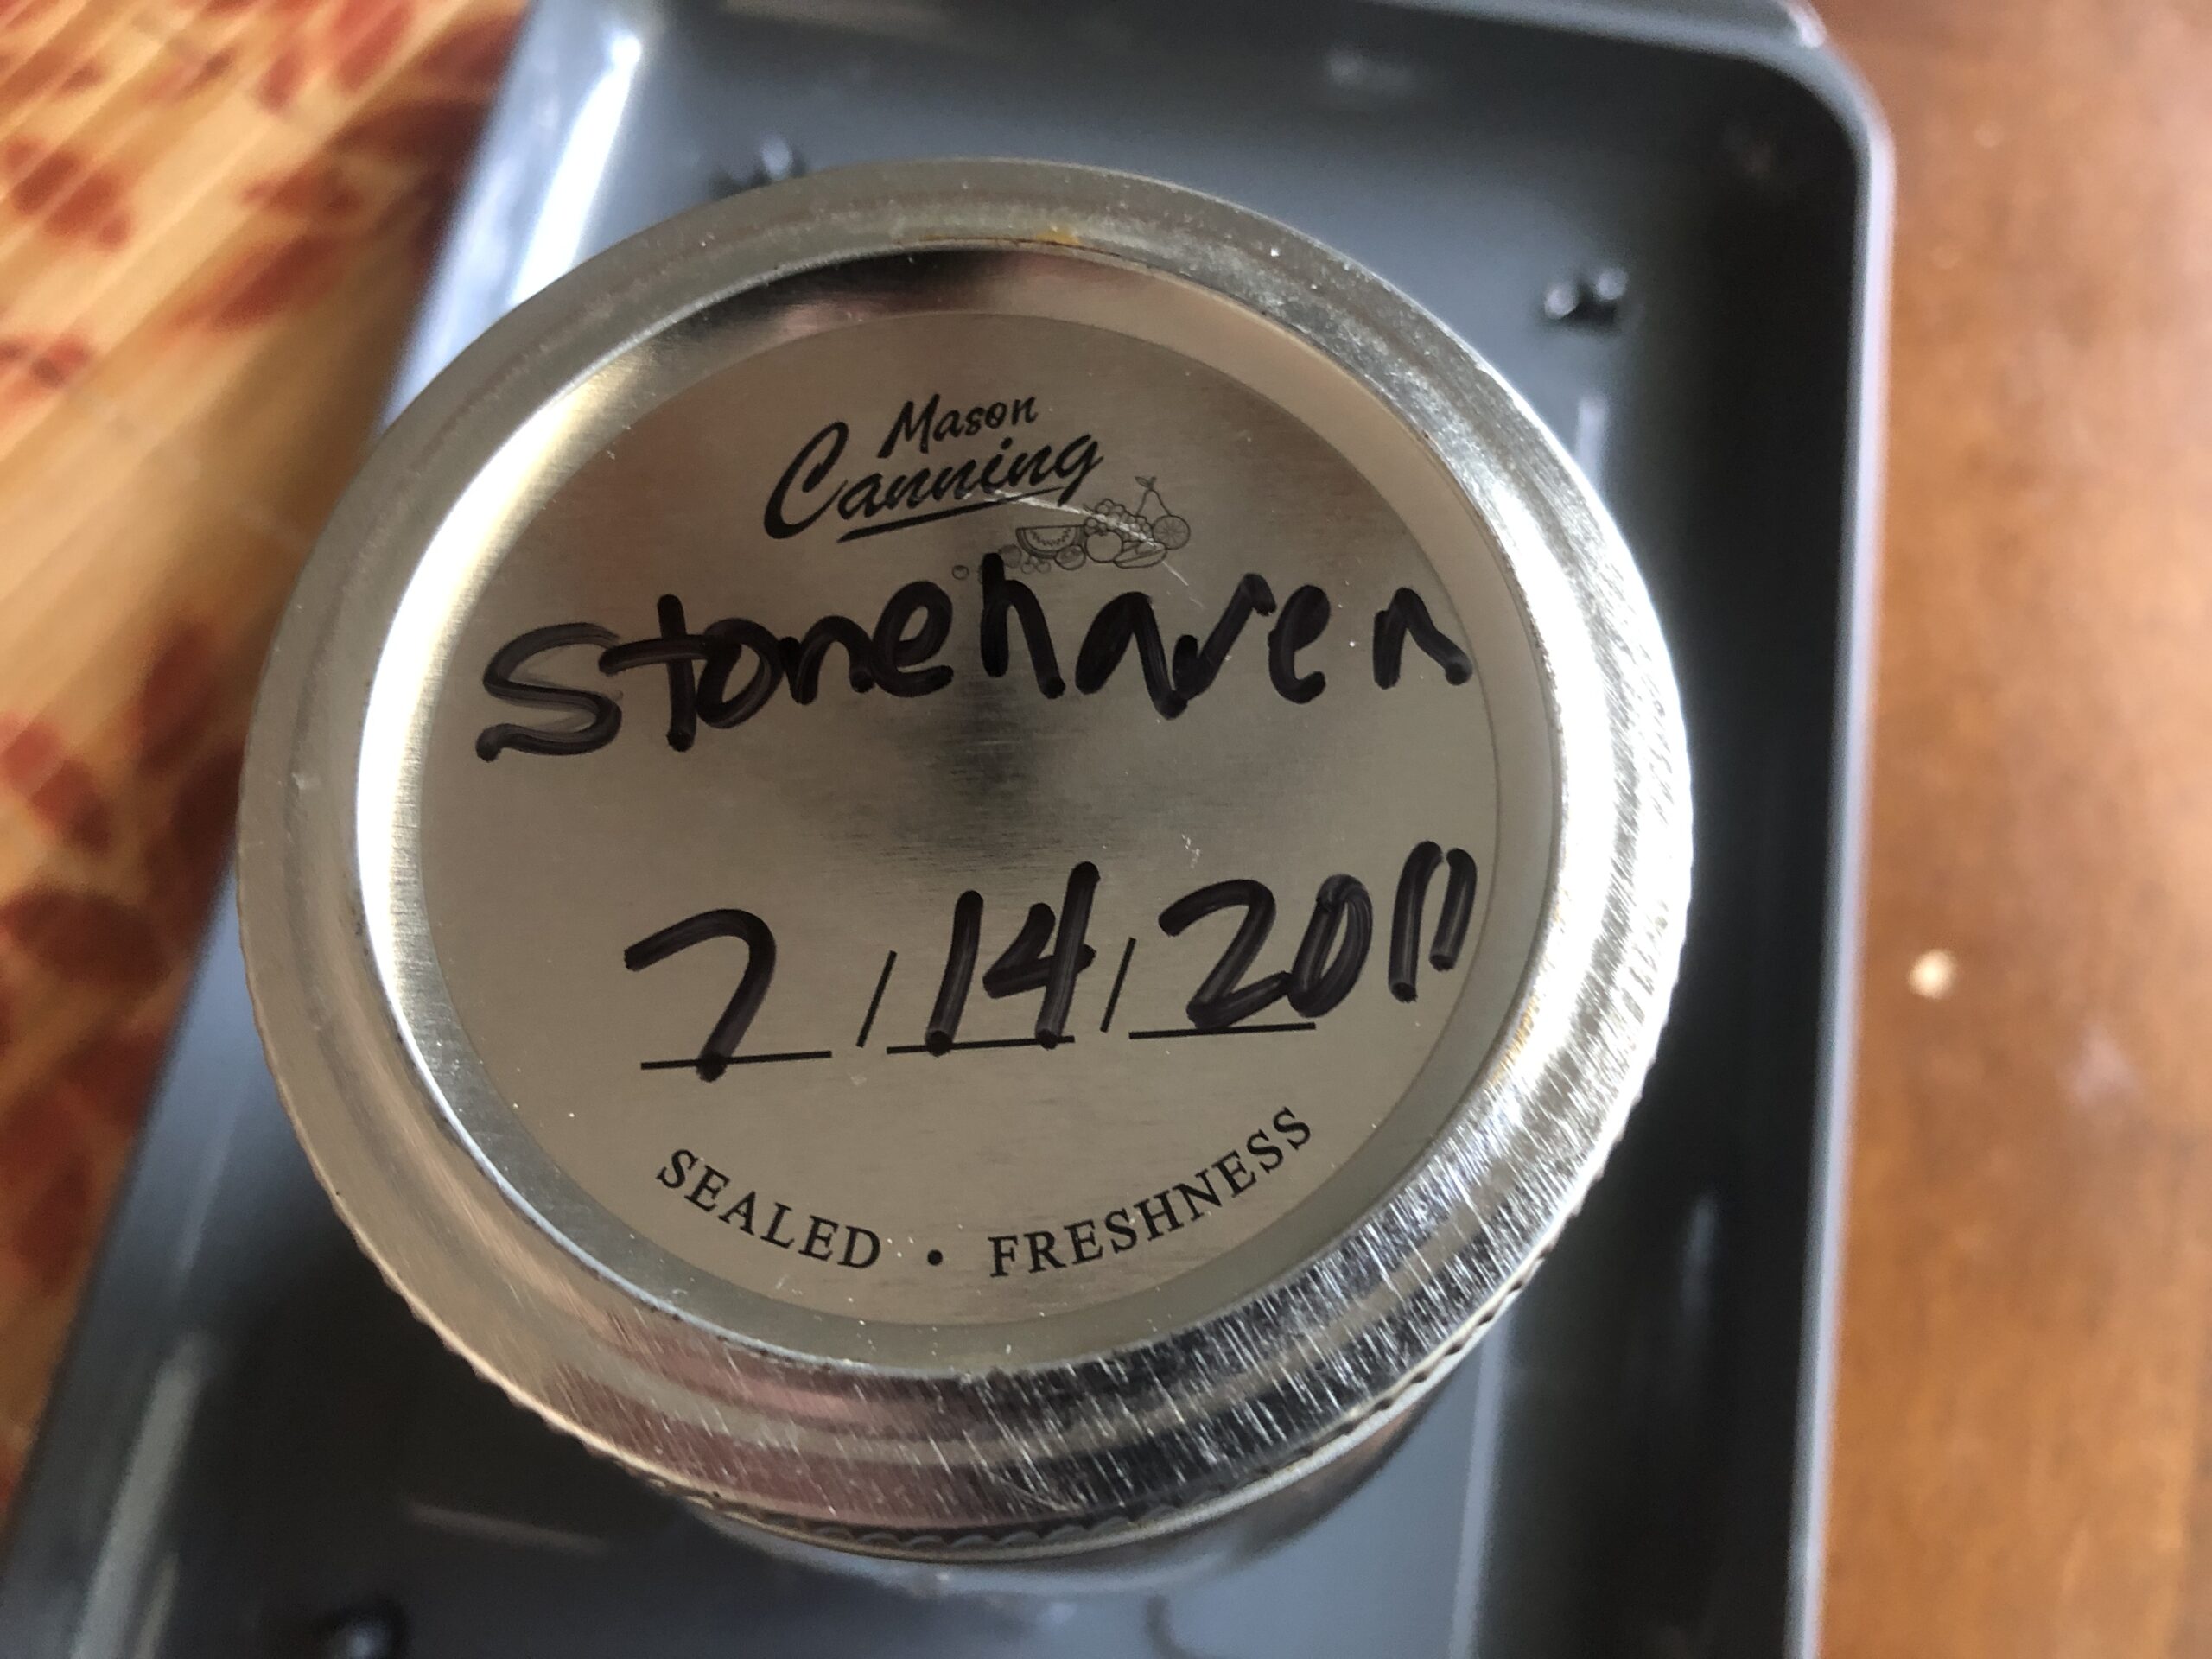 Mason
Canning
Stonehaven
7/14/2011
SEALED • FRESHNESS